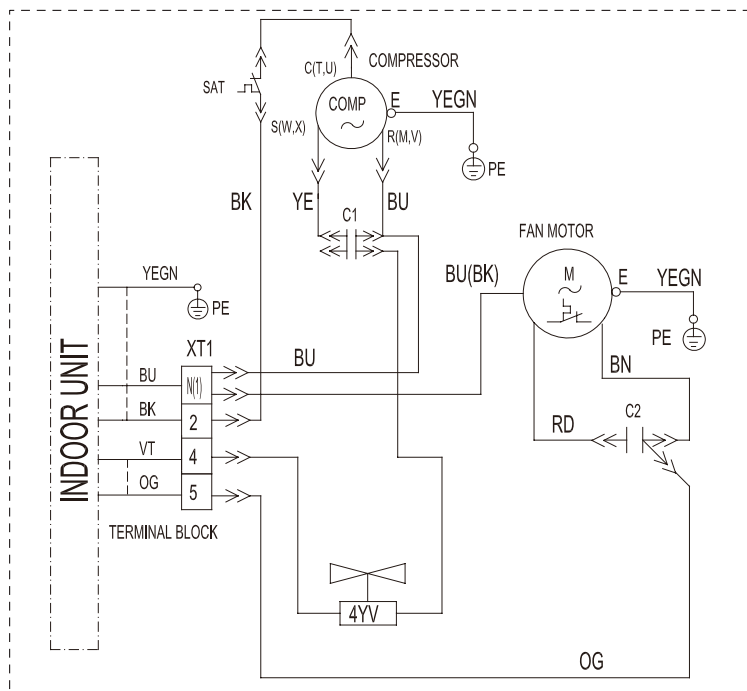 C(T,U)
COMPRESSOR
SAT
COMP
E
YEGN
S(W,X)
R(M,V)
PE
BK
YE
BU
C1
FAN MOTOR
BU(BK)
M
E
YEGN
YEGN
PE
PE
XT1
BU
BN
INDOOR UNIT
BU
N(1)
BK
2
C2
RD
VT
4
OG
5
TERMINAL BLOCK
4YV
OG